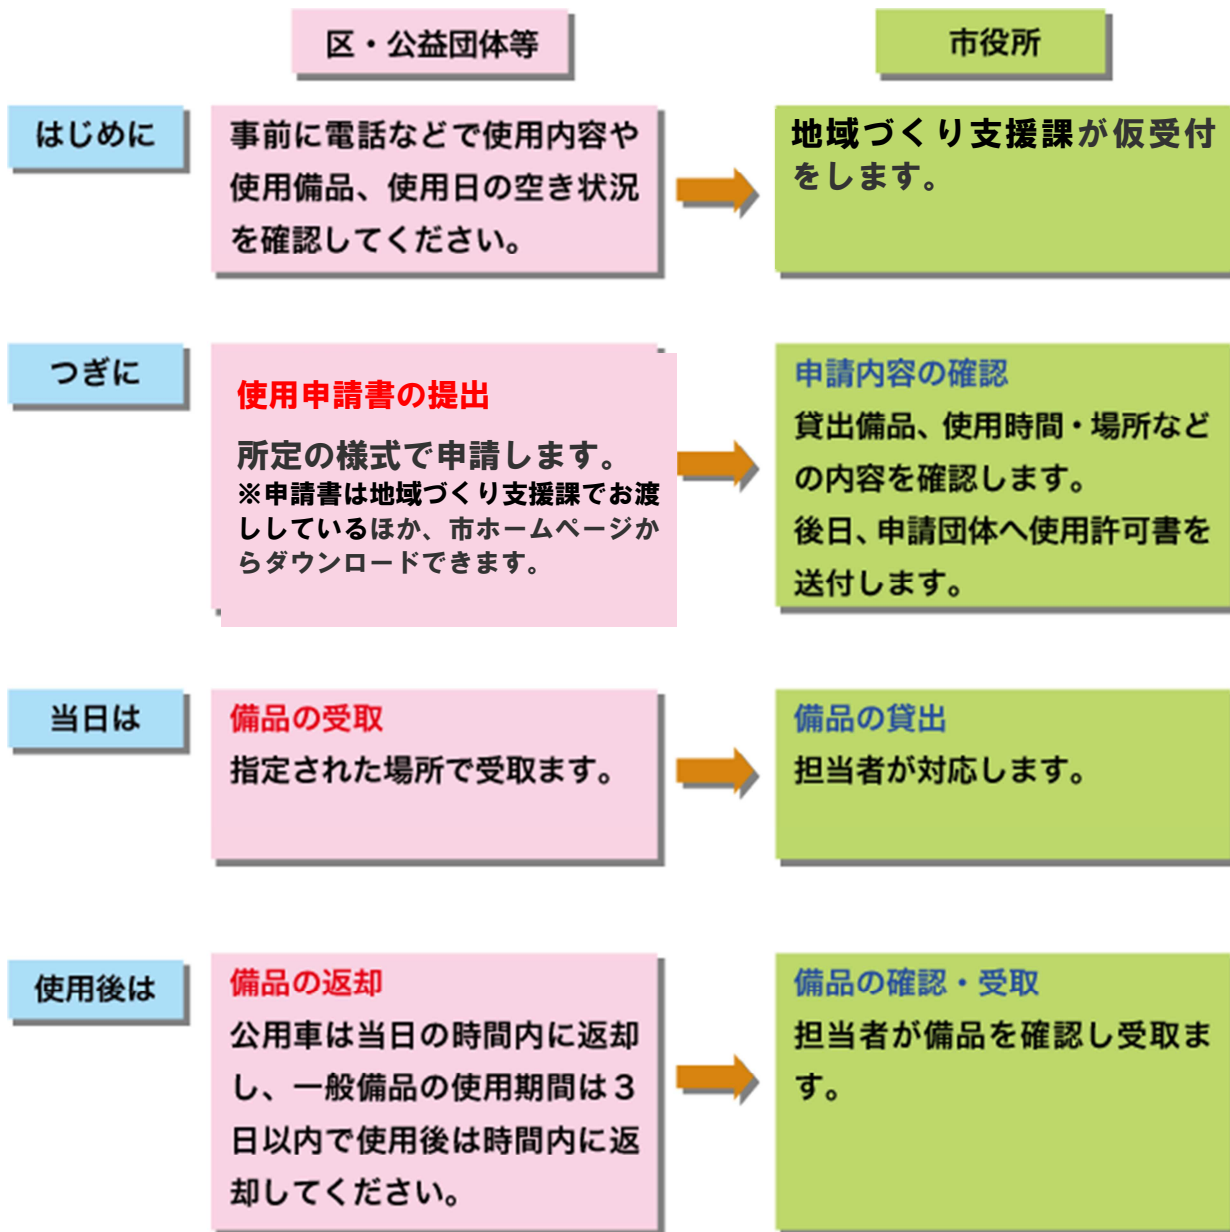 区・公益団体等
市役所
はじめに
事前に電話などで使用内容や
使用備品、使用日の空き状況
を確認してください。
地域づくり支援課が仮受付
をします。
つぎに
使用申請書の提出
所定の様式で申請します。
※申請書は地域づくり支援課でお渡
ししているほか、市ホームページか
らダウンロードできます。
申請内容の確認
貸出備品、使用時間・場所など
の内容を確認します。
後日、申請団体へ使用許可書を
送付します。
当日は
備品の受取
指定された場所で受取ます。
備品の貸出
担当者が対応します。
使用後は
備品の返却
公用車は当日の時間内に返却
し、一般備品の使用期間は３
日以内で使用後は時間内に返
却してください。
備品の確認・受取
担当者が備品を確認し受取ま
す。